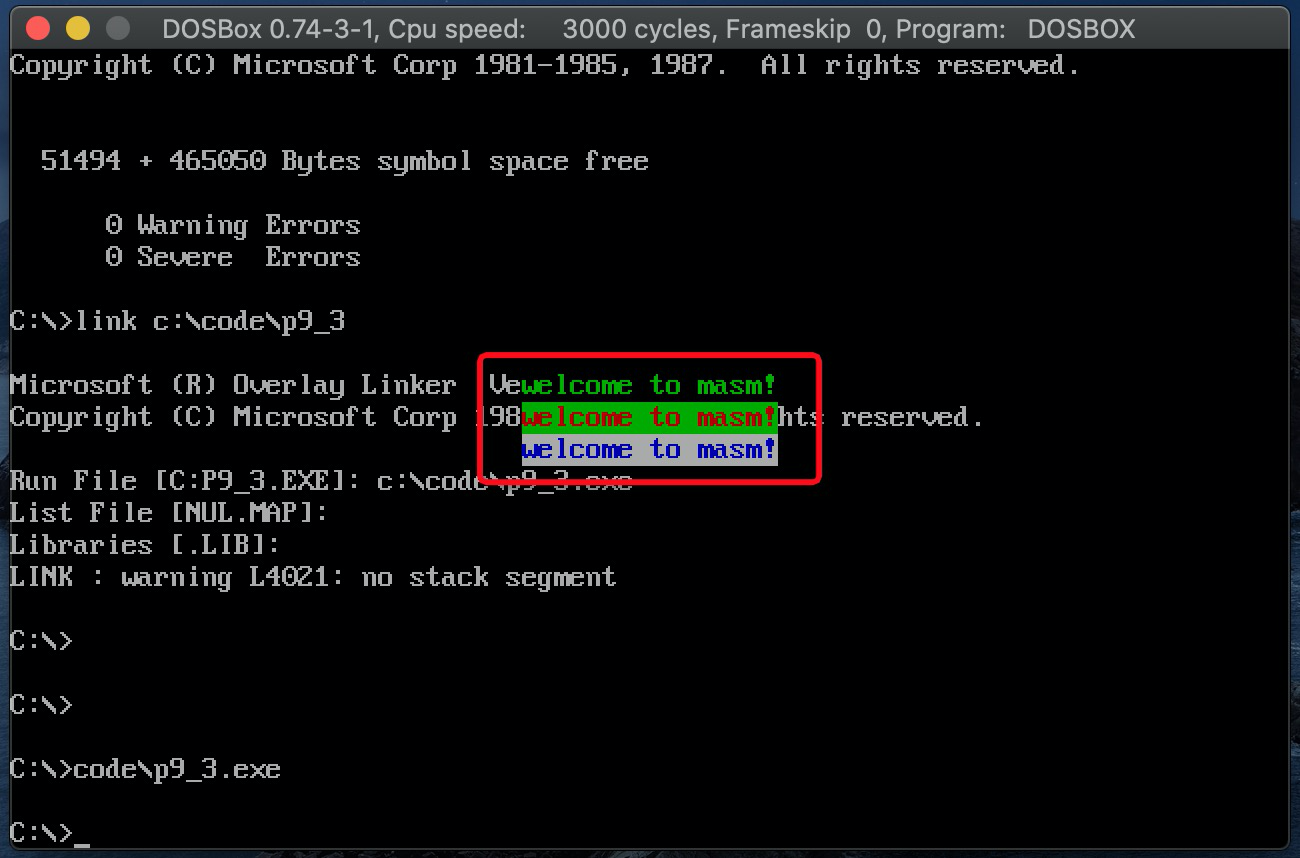 DOSBox 0.74-3-1, Cpu speed:    3000 cycles, Frameskip  0, Program:   DOSBOX
Copyright (C) Microsoft Corp 1981-1985, 1987.  All rights reserved.
  51494 + 465050 Bytes symbol space free
      0 Warning Errors
      0 Severe  Errors
C:\>link c:\code\p9_3
Microsoft (R) Overlay Linker  Vewelcome to masm!
Copyright (C) Microsoft Corp 198welcome to masm!hts reserved.
welcome to masm!
Run File [C:P9_3.EXE]: c:\code\p9_3.exe
List File [NUL.MAP]:
Libraries [.LIB]:
LINK : warning L4021: no stack segment
C:\>
C:\>
C:\>code\p9_3.exe
C:\>_